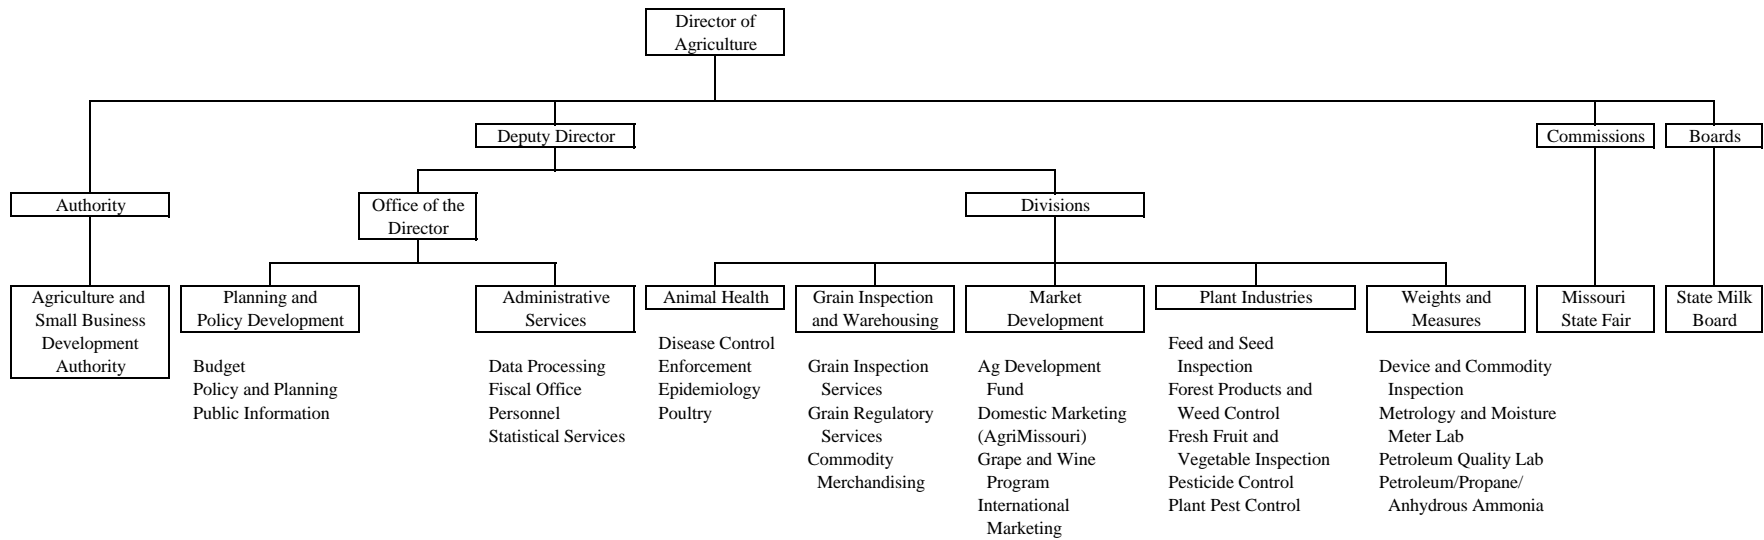 Director of
Agriculture
Deputy Director
Commissions
Boards
Authority
Office of the
Director
Divisions
Agriculture and
Small Business
Development
Authority
Planning and
Policy Development
Budget
Policy and Planning
Public Information
Administrative
Services
Data Processing
Fiscal Office
Personnel
Statistical Services
Animal Health
Disease Control
Enforcement
Epidemiology
Poultry
Grain Inspection
and Warehousing
Grain Inspection
Services
Grain Regulatory
Services
Commodity
Merchandising
Market
Development
Ag Development
Fund
Domestic Marketing
(AgriMissouri)
Grape and Wine
Program
International
Marketing
Plant Industries
Feed and Seed
Inspection
Forest Products and
Weed Control
Fresh Fruit and
Vegetable Inspection
Pesticide Control
Plant Pest Control
Weights and
Measures
Device and Commodity
Inspection
Metrology and Moisture
Meter Lab
Petroleum Quality Lab
Petroleum/Propane/
Anhydrous Ammonia
Missouri
State Fair
State Milk
Board